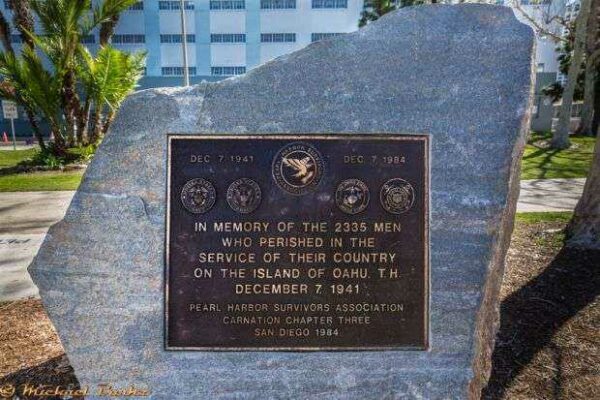 DEC. 7, 1941
DEC. 7, 1984
IN MEMORY OF THE 2335 MEN
WHO PERISHED IN THE
SERVICE OF THEIR COUNTRY
ON THE ISLAND OF OAHU, T.H.
DECEMBER 7, 1941
PEARL HARBOR SURVIVORS ASSOCIATION
CARNATION CHAPTER THREE
SAN DIEGO 1984
© Michael